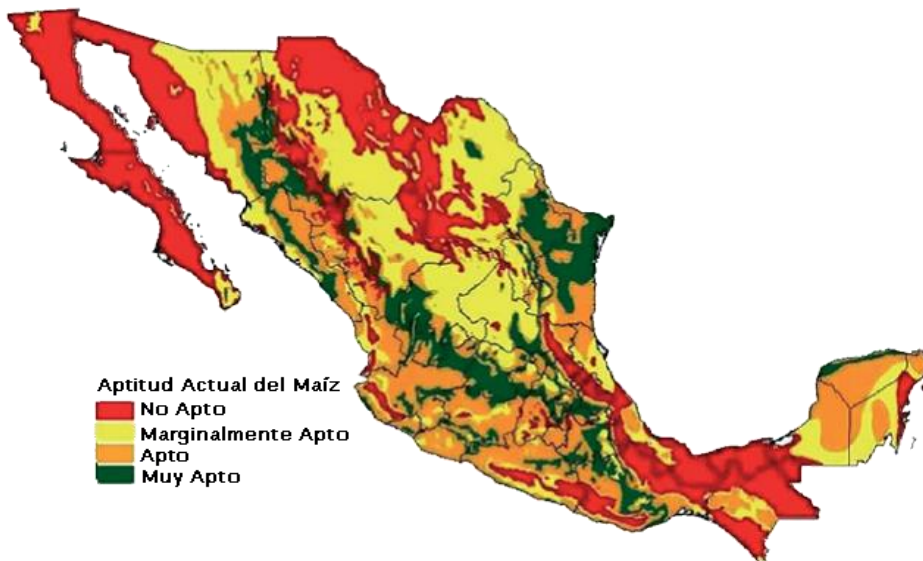 Aptitud Actual del Maíz
No Apto
Marginalmente Apto
Apto
Muy Apto